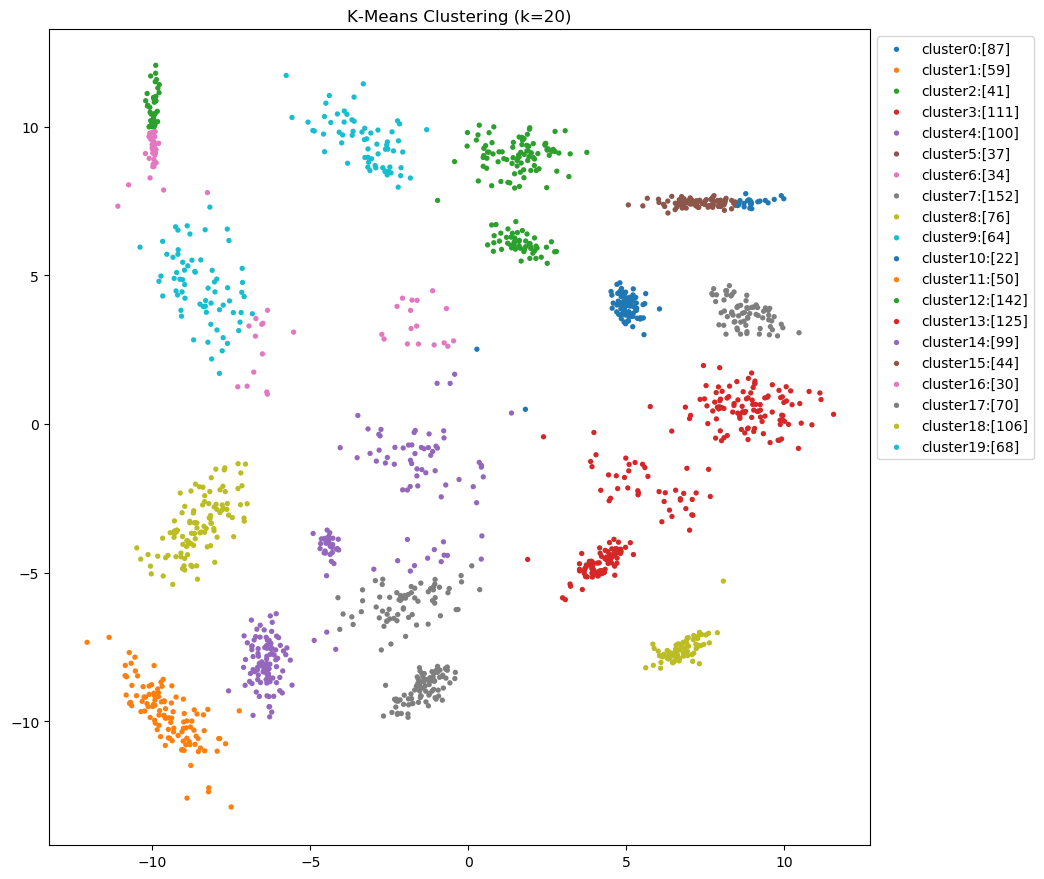 K-Means Clustering (k=20)
cluster0:[87]
cluster1:[59]
cluster2:[41]
cluster3:[111]
cluster4:[100]
cluster5:[37]
cluster6:[34]
cluster7:[152]
cluster8:[76]
cluster9:[64]
cluster10:[22]
cluster11:[50]
cluster12:[142]
cluster13:[125]
cluster14:[99]
cluster15:[44]
cluster16:[30]
cluster17:[70]
cluster18:[106]
cluster19:[68]
10
5
0
−5
−10
−10
−5
0
5
10